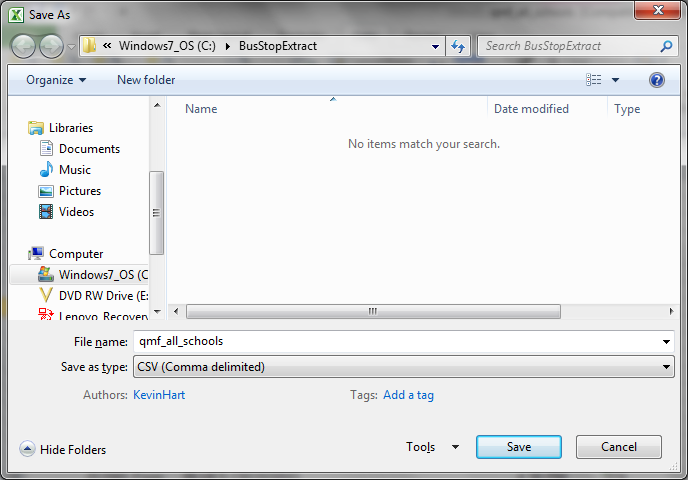 Save As
« Windows7_OS (C:) BusStopExtract Search BusStopExtract
Organize New folder
Name Date modified Type
No items match your search.
Libraries
Documents
Music
Pictures
Videos
Computer
Windows7_OS (C
DVD RW Drive (E:
Lenovo_Recovery
File name: qmf_all_schools
Save as type: CSV (Comma delimited)
Authors: KevinHart Tags: Add a tag
Hide Folders Tools Save Cancel